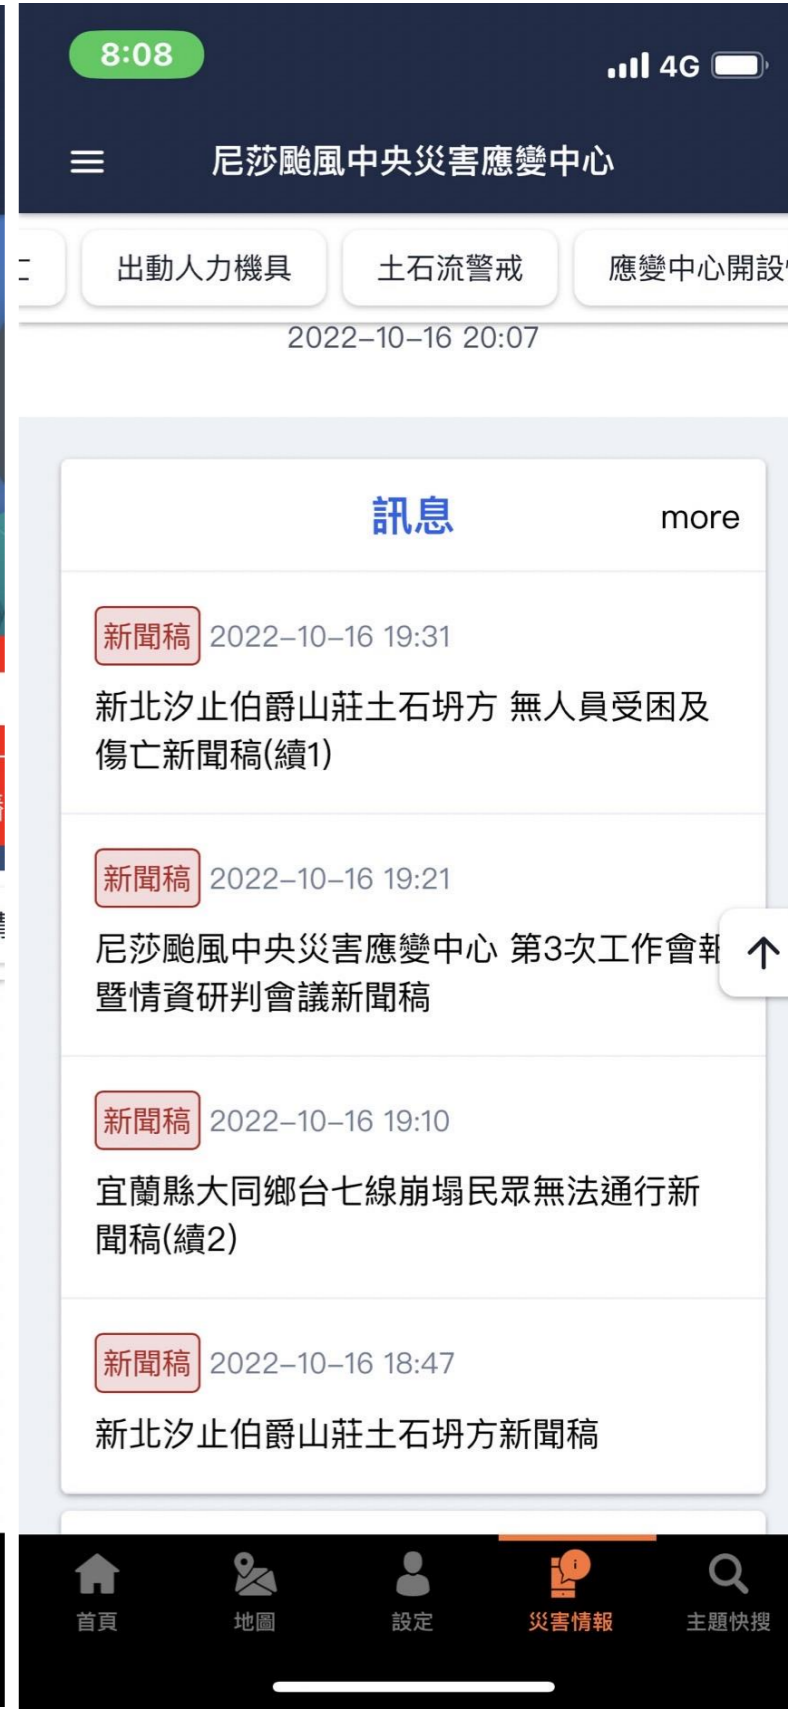 8:08
4G
尼莎颱風中央災害應變中心
出動人力機具
土石流警戒
應變中心開設
2022-10-16 20:07
訊息
more
新聞稿 2022-10-16 19:31
新北汐止伯爵山莊土石坍方 無人員受困及
傷亡新聞稿(續1)
新聞稿 2022-10-16 19:21
尼莎颱風中央災害應變中心 第3次工作會報
暨情資研判會議新聞稿
新聞稿 2022-10-16 19:10
宜蘭縣大同鄉台七線崩塌民眾無法通行新
聞稿(續2)
新聞稿 2022-10-16 18:47
新北汐止伯爵山莊土石坍方新聞稿
首頁
地圖
設定
災害情報
主題快搜